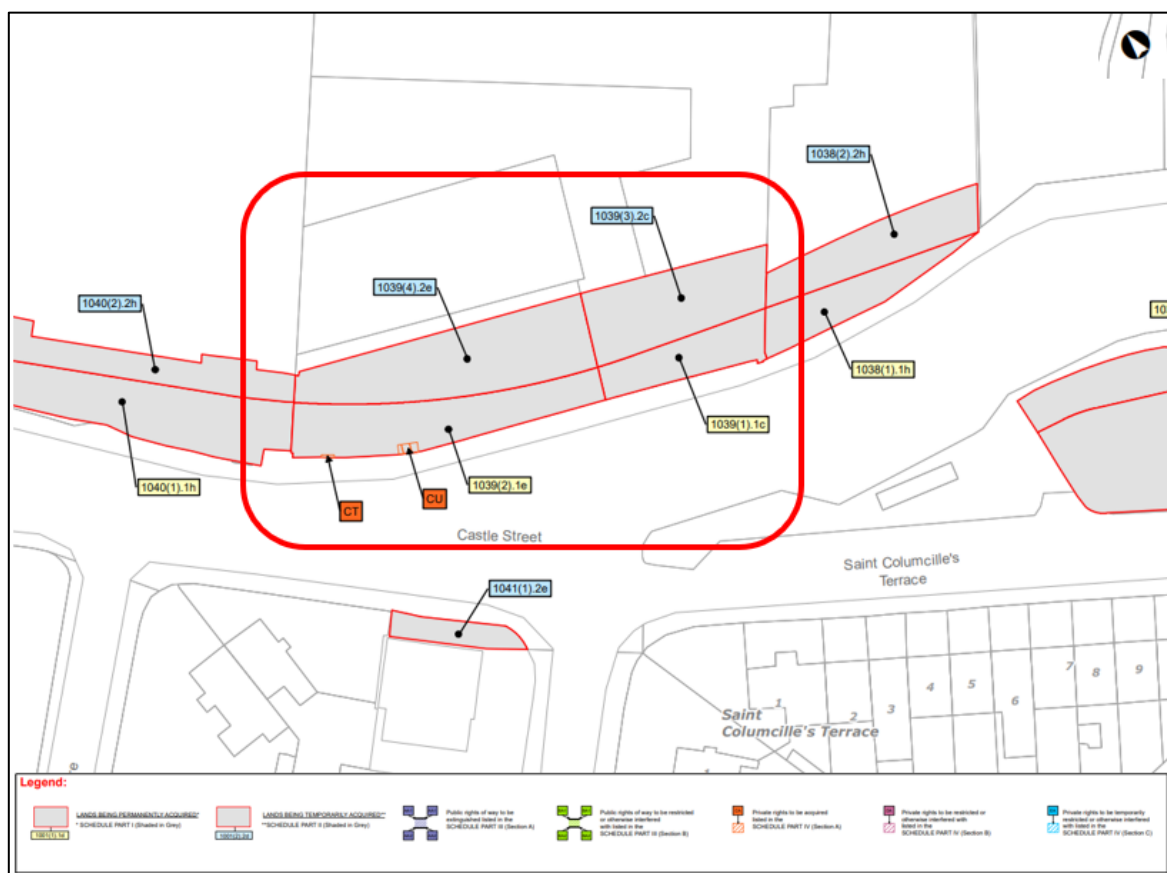 1038(2).2h
1039(3).2c
1039(4).2e
1040(2).2h
1038(1).1h
1039(1).1c
1039(2).1e
1040(1).1h
CU
CT
Castle Street
Saint Columcille's
Terrace
1041(1).2e
1
2
3
4
5
6
7
8
9
Saint
Columcille's Terrace
Legend:
LANDS BEING PERMANENTLY ACQUIRED*
* SCHEDULE PART I (Shaded in Grey)
1001(1).1d
LANDS BEING TEMPORARILY ACQUIRED**
**SCHEDULE PART II (Shaded in Grey)
1001(2).2d
Public rights of way to be
extinguished listed in the
SCHEDULE PART III (Section A)
Public rights of way to be restricted
or otherwise interfered
with listed in the
SCHEDULE PART III (Section B)
Private rights to be acquired
listed in the
SCHEDULE PART IV (Section A)
Private rights to be restricted or
otherwise interfered with
listed in the
SCHEDULE PART IV (Section B)
Private rights to be temporarily
restricted or otherwise interfered
with listed in the
SCHEDULE PART IV (Section C)